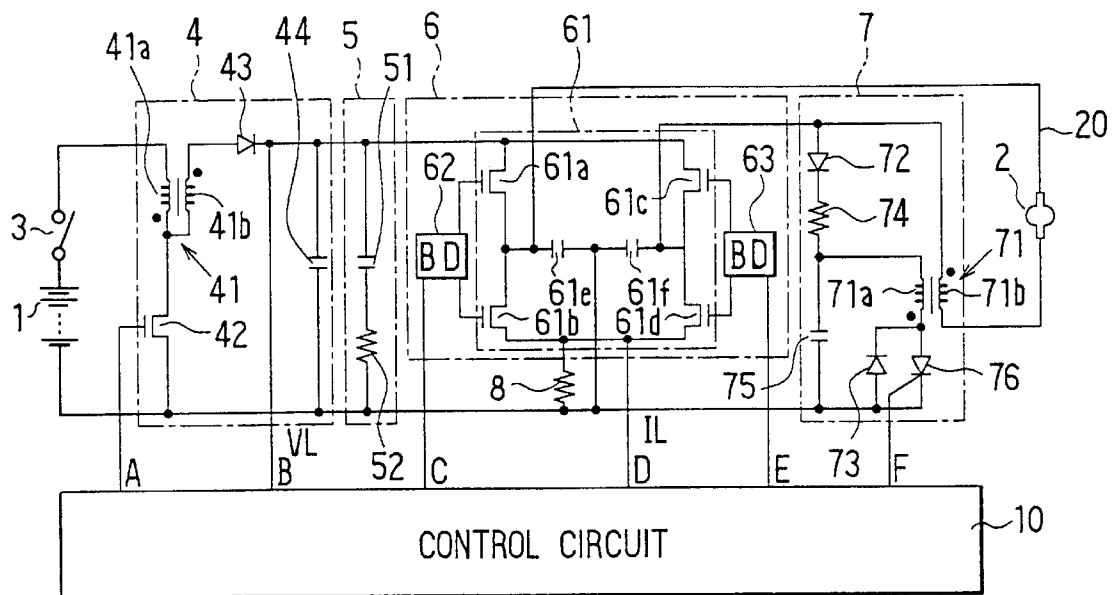 4 44 5 51 6 61 7
41a 43
20
62 61a 63 72 2
61c
3 74
41b BD BD 71
41 61e 61f 71a 71b
1 61b 61d
42
8 75 76
VL 52 IL 73
A B C D E F
10
CONTROL CIRCUIT